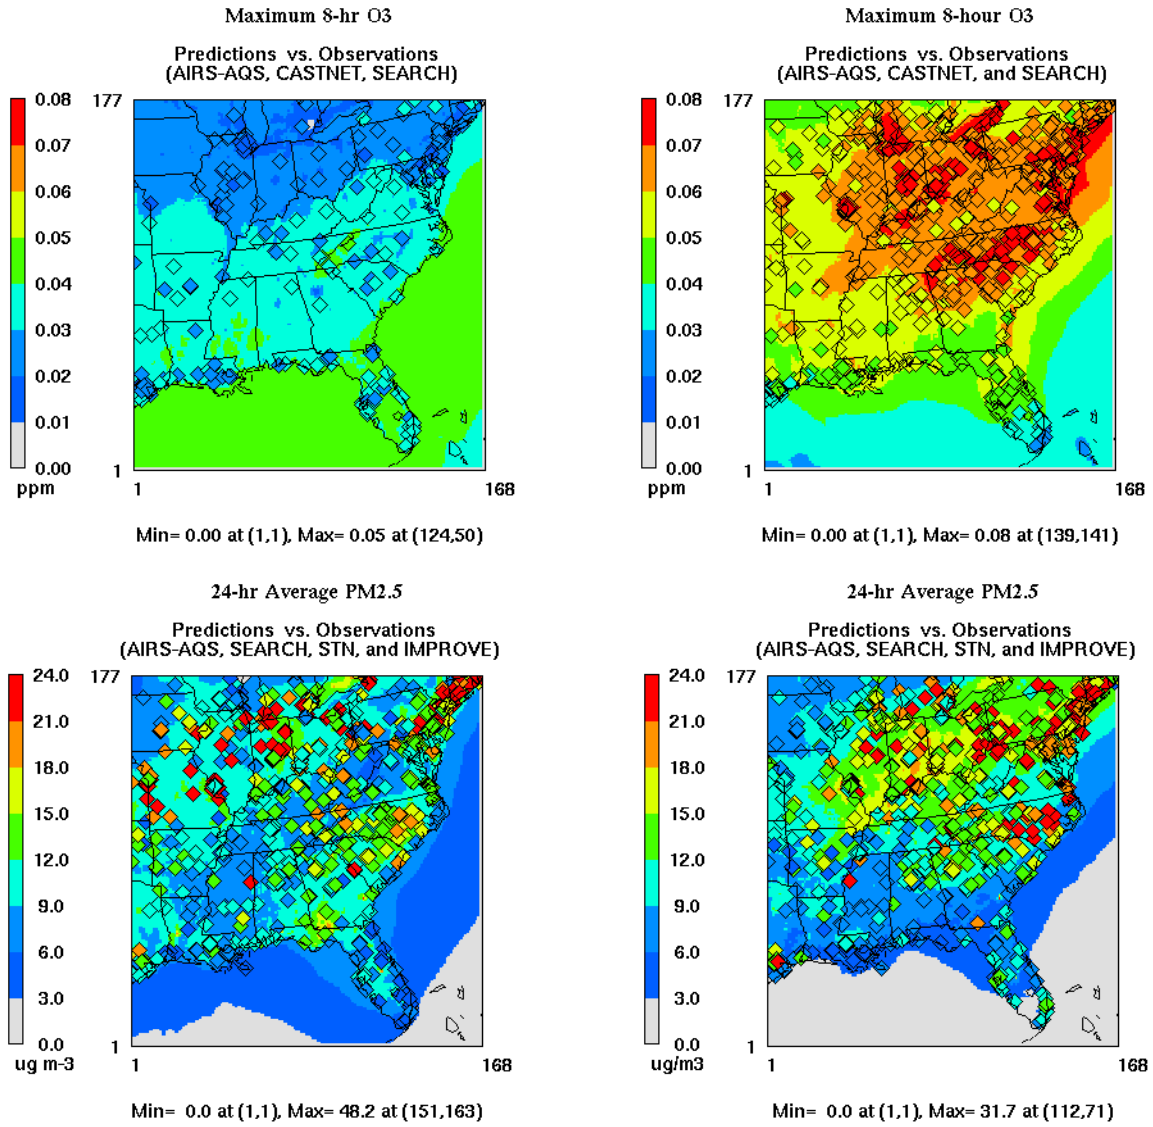 Maximum 8-hr O3
Predictions vs. Observations
(AIRS-AQS, CASTNET, SEARCH)
177
0.08
0.07
0.06
0.05
0.04
0.03
0.02
0.01
0.00
ppm
1
1
168
Min= 0.00 at (1,1), Max= 0.05 at (124,50)
Maximum 8-hour O3
Predictions vs. Observations
(AIRS-AQS, CASTNET, and SEARCH)
177
0.08
0.07
0.06
0.05
0.04
0.03
0.02
0.01
0.00
ppm
1
1
168
Min= 0.00 at (1,1), Max= 0.08 at (139,141)
24-hr Average PM2.5
Predictions vs. Observations
(AIRS-AQS, SEARCH, STN, and IMPROVE)
177
24.0
21.0
18.0
15.0
12.0
9.0
6.0
3.0
0.0
ug m-3
1
1
168
Min= 0.0 at (1,1), Max= 48.2 at (151,163)
24-hr Average PM2.5
Predictions vs. Observations
(AIRS-AQS, SEARCH, STN, and IMPROVE)
177
24.0
21.0
18.0
15.0
12.0
9.0
6.0
3.0
0.0
ug/m3
1
1
168
Min= 0.0 at (1,1), Max= 31.7 at (112,71)